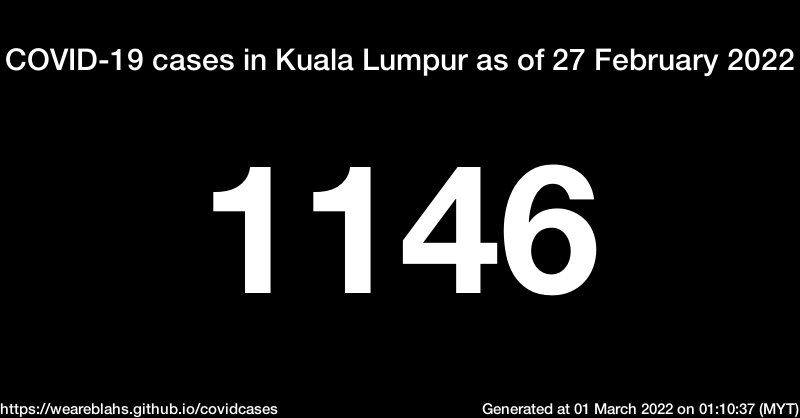 COVID-19 cases in Kuala Lumpur as of 27 February 2022
1146
https://weareblahs.github.io/covidcases
Generated at 01 March 2022 on 01:10:37 (MYT)